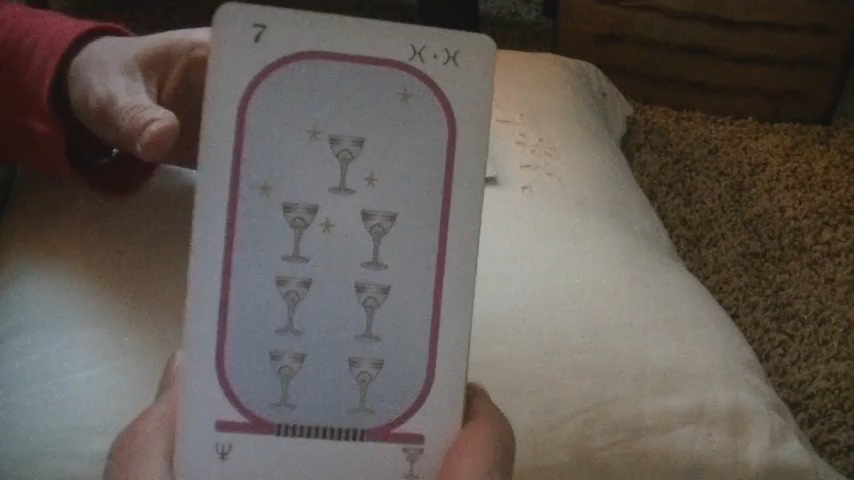 7
♓ · ♓
♆